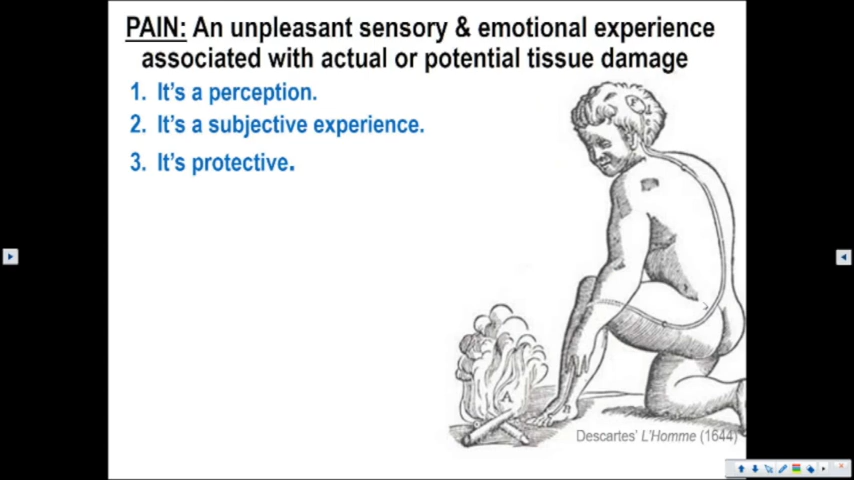 PAIN: An unpleasant sensory & emotional experience
associated with actual or potential tissue damage
1. It's a perception.
2. It's a subjective experience.
3. It's protective.
A
B
Descartes' L'Homme (1644)